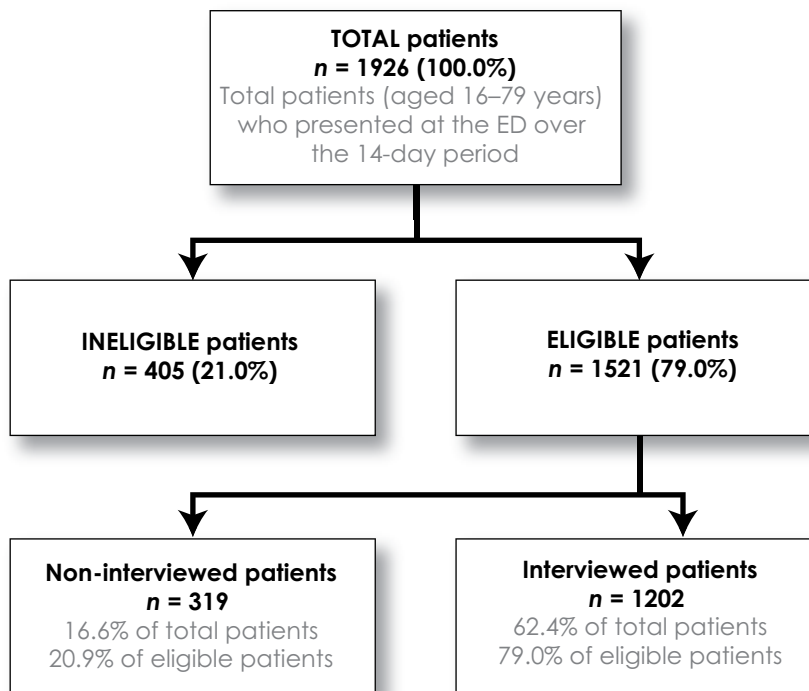 TOTAL patients
n = 1926 (100.0%)
Total patients (aged 16–79 years)
who presented at the ED over
the 14-day period
INELIGIBLE patients
n = 405 (21.0%)
ELIGIBLE patients
n = 1521 (79.0%)
Non-interviewed patients
n = 319
16.6% of total patients
20.9% of eligible patients
Interviewed patients
n = 1202
62.4% of total patients
79.0% of eligible patients